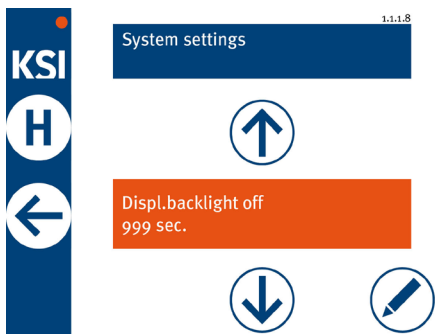 1.1.1.8
KSI
System settings
H
Displ.backlight off
999 sec.